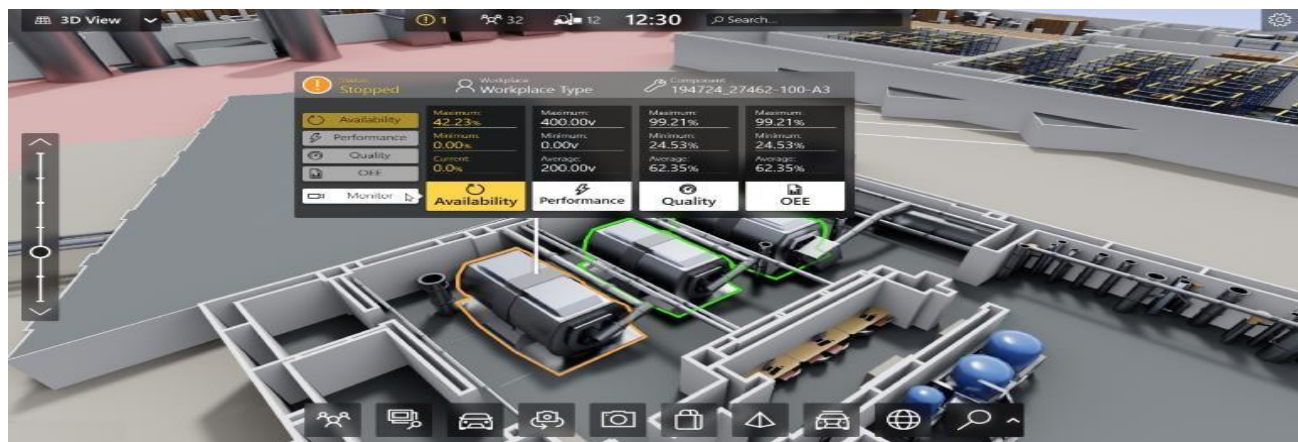 3D View
1 32 12 12:30 Search...
Status
Stopped
Workplace
Workplace Type
Component
194724_27462-100-A3
Availability
Performance
Quality
OEE
Monitor
Maximum:
42.23%
Minimum:
0.00%
Current:
0.0%
Availability
Maximum:
400.00v
Minimum:
0.00v
Average:
200.00v
Performance
Maximum:
99.21%
Minimum:
24.53%
Average:
62.35%
Quality
Maximum:
99.21%
Minimum:
24.53%
Average:
62.35%
OEE